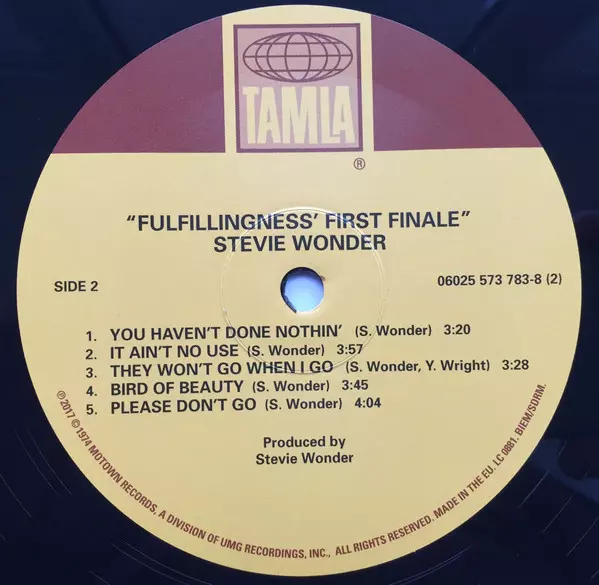 TAMLA
®
"FULFILLINGNESS' FIRST FINALE"
STEVIE WONDER
SIDE 2
06025 573 783-8 (2)
1. YOU HAVEN'T DONE NOTHIN' (S. Wonder) 3:20
2. IT AIN'T NO USE (S. Wonder) 3:57
3. THEY WON'T GO WHEN I GO (S. Wonder, Y. Wright) 3:28
4. BIRD OF BEAUTY (S. Wonder) 3:45
5. PLEASE DON'T GO (S. Wonder) 4:04
Produced by
Stevie Wonder
℗ 2017 © 1974 MOTOWN RECORDS, A DIVISION OF UMG RECORDINGS, INC., ALL RIGHTS RESERVED. MADE IN THE EU. LC 0881. BIEM/SDRM.